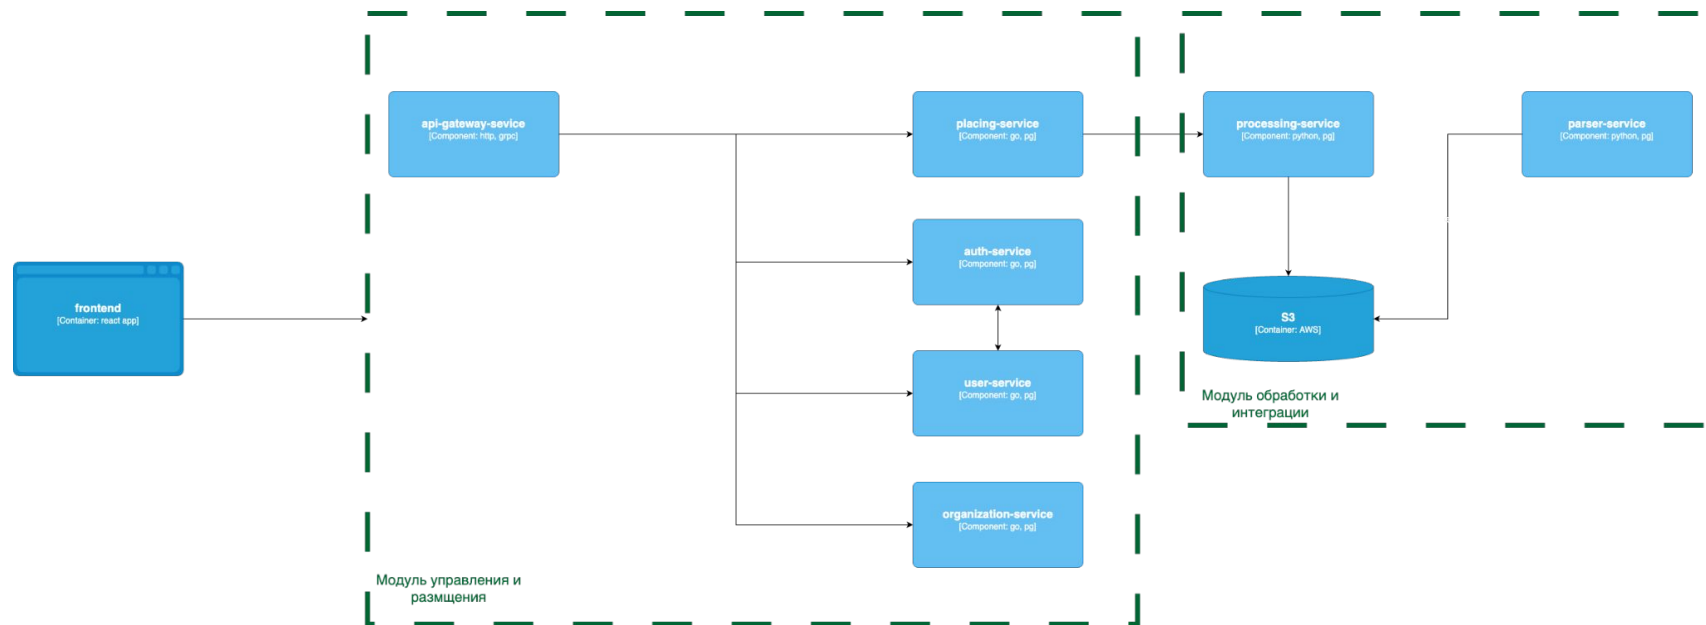 api-gateway-sevice
[Component: http, grpc]
placing-service
[Component: go, pg]
processing-service
[Component: python, pg]
parser-service
[Component: python, pg]
auth-service
[Component: go, pg]
frontend
[Container: react app]
S3
[Container: AWS]
user-service
[Component: go, pg]
Модуль обработки и
интеграции
organization-service
[Component: go, pg]
Модуль управления и
размщения